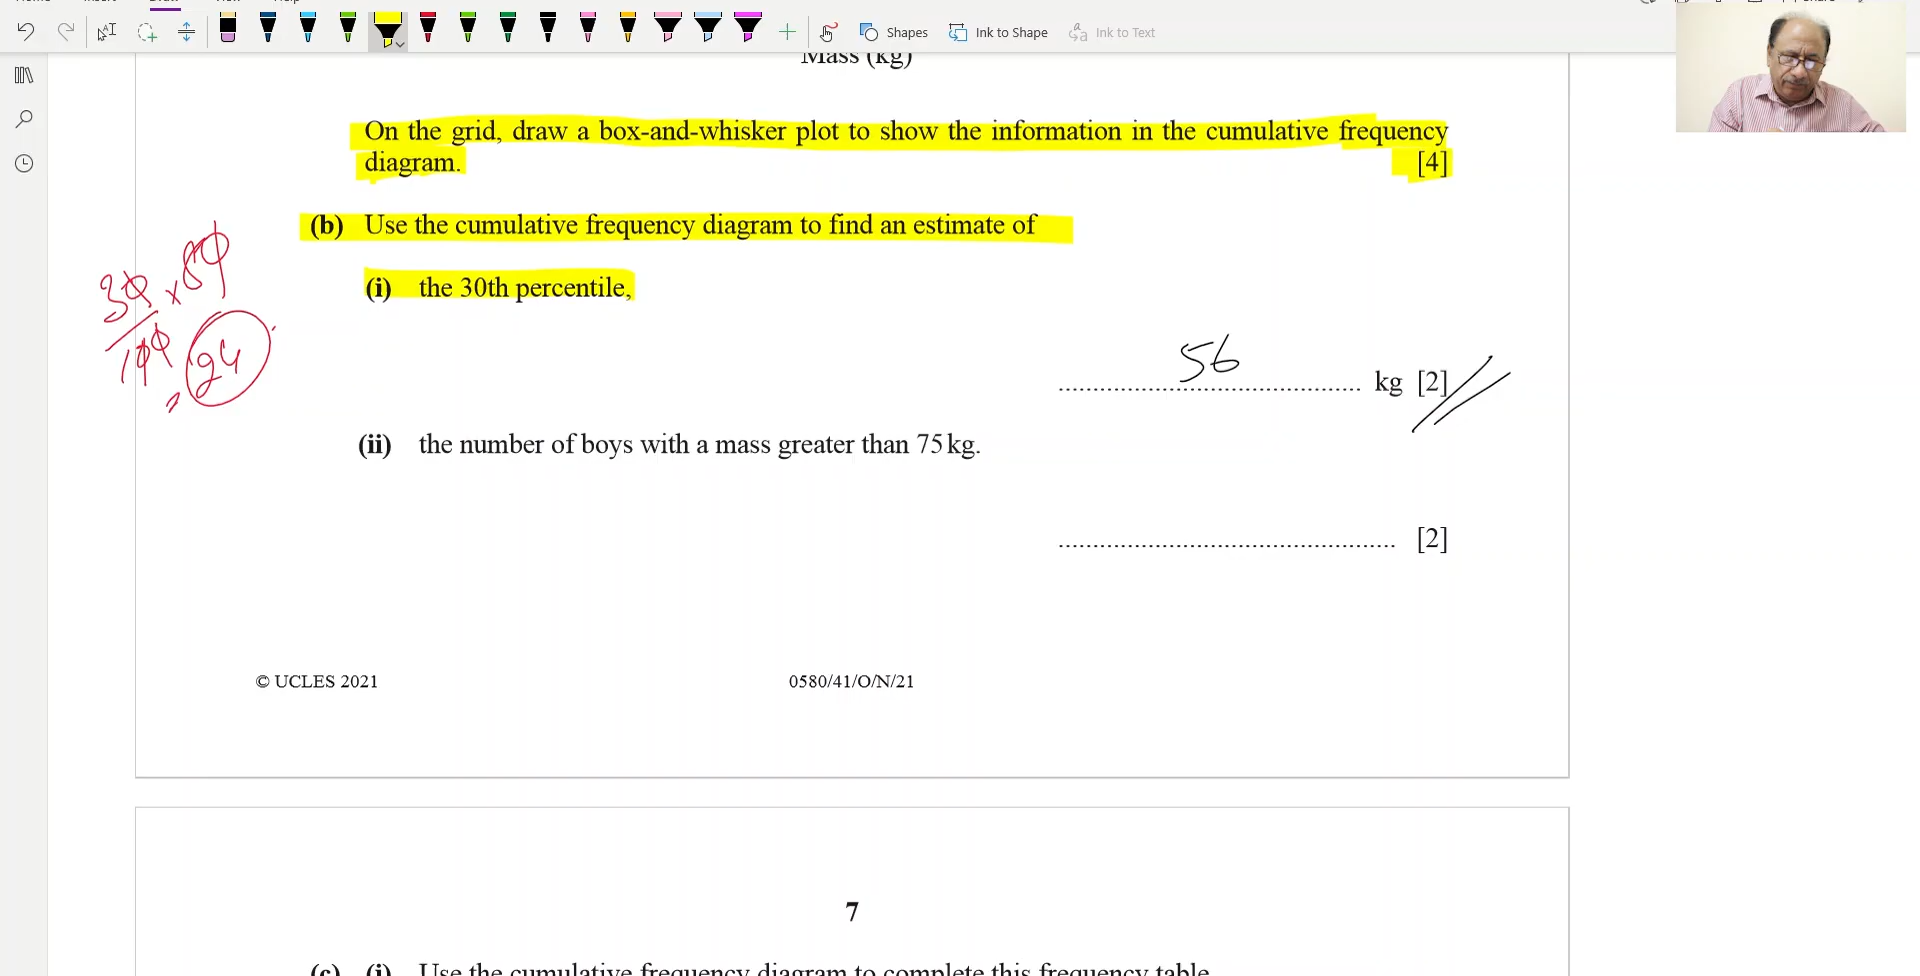 Shapes Ink to Shape Ink to Text
Mass (kg)
On the grid, draw a box-and-whisker plot to show the information in the cumulative frequency
diagram. [4]
(b) Use the cumulative frequency diagram to find an estimate of
(i) the 30th percentile,
30/100 × 80
= 24
56
.......................................... kg [2]
(ii) the number of boys with a mass greater than 75 kg.
............................................... [2]
© UCLES 2021 0580/41/O/N/21
7
(c) (i) Use the cumulative frequency diagram to complete this frequency table.